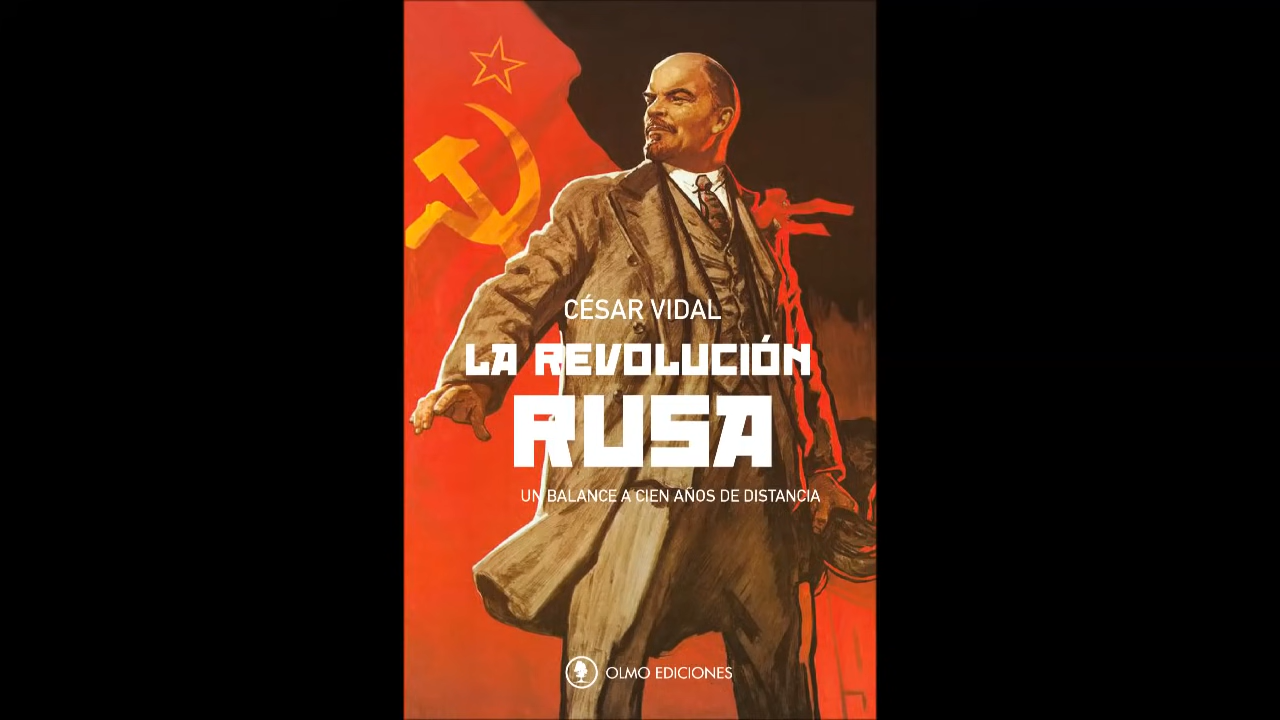 CÉSAR VIDAL
LA REVOLUCIÓN
RUSA
UN BALANCE A CIEN AÑOS DE DISTANCIA
OLMO EDICIONES